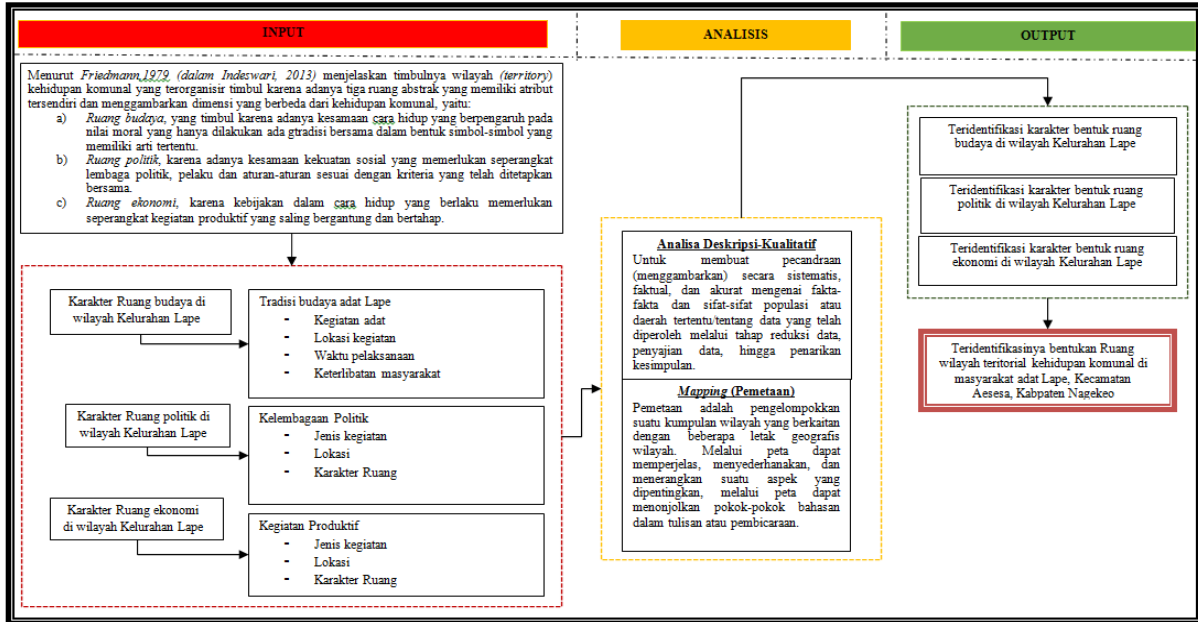 INPUT
ANALISIS
OUTPUT
Menurut Friedmann,1979 (dalam Indeswari, 2013) menjelaskan timbulnya wilayah (territory)
kehidupan komunal yang terorganisir timbul karena adanya tiga ruang abstrak yang memiliki atribut
tersendiri dan menggambarkan dimensi yang berbeda dari kehidupan komunal, yaitu:
a) Ruang budaya, yang timbul karena adanya kesamaan cara hidup yang berpengaruh pada
nilai moral yang hanya dilakukan ada gtradisi bersama dalam bentuk simbol-simbol yang
memiliki arti tertentu.
b) Ruang politik, karena adanya kesamaan kekuatan sosial yang memerlukan seperangkat
lembaga politik, pelaku dan aturan-aturan sesuai dengan kriteria yang telah ditetapkan
bersama.
c) Ruang ekonomi, karena kebijakan dalam cara hidup yang berlaku memerlukan
seperangkat kegiatan produktif yang saling bergantung dan bertahap.
Karakter Ruang budaya di
wilayah Kelurahan Lape
Tradisi budaya adat Lape
- Kegiatan adat
- Lokasi kegiatan
- Waktu pelaksanaan
- Keterlibatan masyarakat
Karakter Ruang politik di
wilayah Kelurahan Lape
Kelembagaan Politik
- Jenis kegiatan
- Lokasi
- Karakter Ruang
Karakter Ruang ekonomi
di wilayah Kelurahan Lape
Kegiatan Produktif
- Jenis kegiatan
- Lokasi
- Karakter Ruang
Analisa Deskripsi-Kualitatif
Untuk membuat pecandraan
(menggambarkan) secara sistematis,
faktual, dan akurat mengenai fakta-
fakta dan sifat-sifat populasi atau
daerah tertentu/tentang data yang telah
diperoleh melalui tahap reduksi data,
penyajian data, hingga penarikan
kesimpulan.
Mapping (Pemetaan)
Pemetaan adalah pengelompokkan
suatu kumpulan wilayah yang berkaitan
dengan beberapa letak geografis
wilayah. Melalui peta dapat
memperjelas, menyederhanakan, dan
menerangkan suatu aspek yang
dipentingkan, melalui peta dapat
menonjolkan pokok-pokok bahasan
dalam tulisan atau pembicaraan.
Teridentifikasi karakter bentuk ruang
budaya di wilayah Kelurahan Lape
Teridentifikasi karakter bentuk ruang
politik di wilayah Kelurahan Lape
Teridentifikasi karakter bentuk ruang
ekonomi di wilayah Kelurahan Lape
Teridentifikasinya bentukan Ruang
wilayah teritorial kehidupan komunal di
masyarakat adat Lape, Kecamatan
Aesesa, Kabpaten Nagekeo